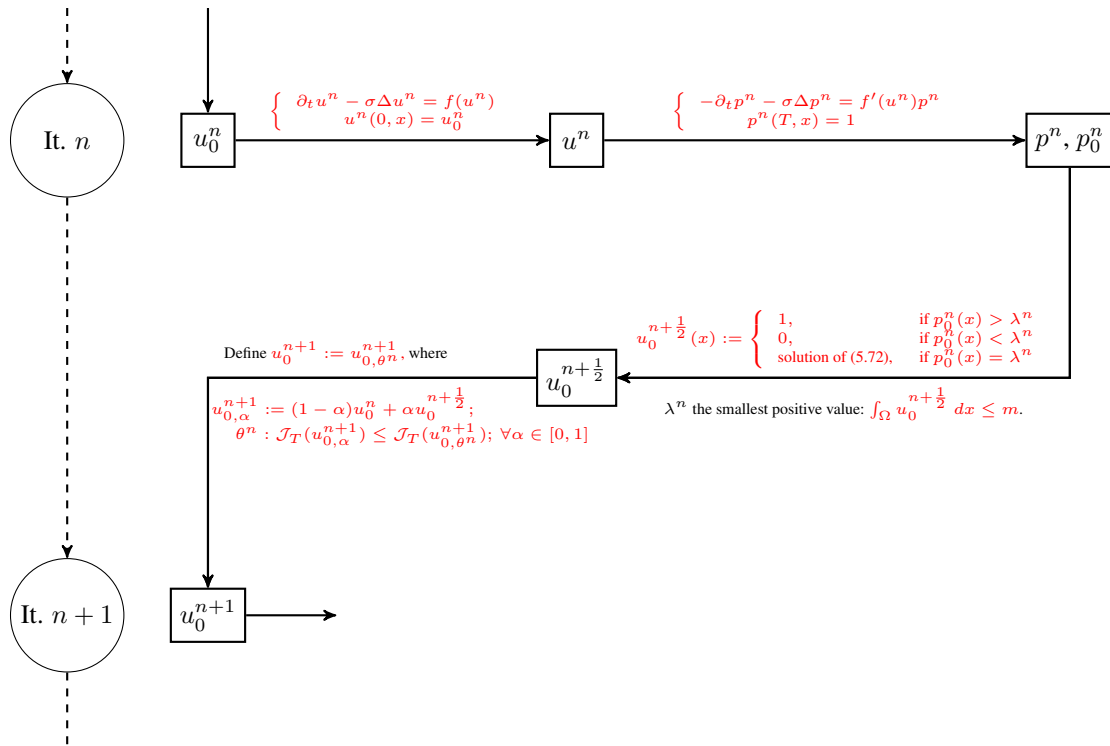 It. n
u_0^n
{ ∂_t u^n − σΔu^n = f(u^n)
u^n(0, x) = u_0^n
u^n
{ −∂_t p^n − σΔp^n = f′(u^n)p^n
p^n(T, x) = 1
p^n, p_0^n
u_0^{n+1/2}(x) := { 1, if p_0^n(x) > λ^n
0, if p_0^n(x) < λ^n
solution of (5.72), if p_0^n(x) = λ^n
λ^n the smallest positive value: ∫_Ω u_0^{n+1/2} dx ≤ m.
u_0^{n+1/2}
Define u_0^{n+1} := u_{0,θ^n}^{n+1}, where
u_{0,α}^{n+1} := (1 − α)u_0^n + αu_0^{n+1/2};
θ^n : 𝒥_T(u_{0,α}^{n+1}) ≤ 𝒥_T(u_{0,θ^n}^{n+1}); ∀α ∈ [0, 1]
It. n + 1
u_0^{n+1}